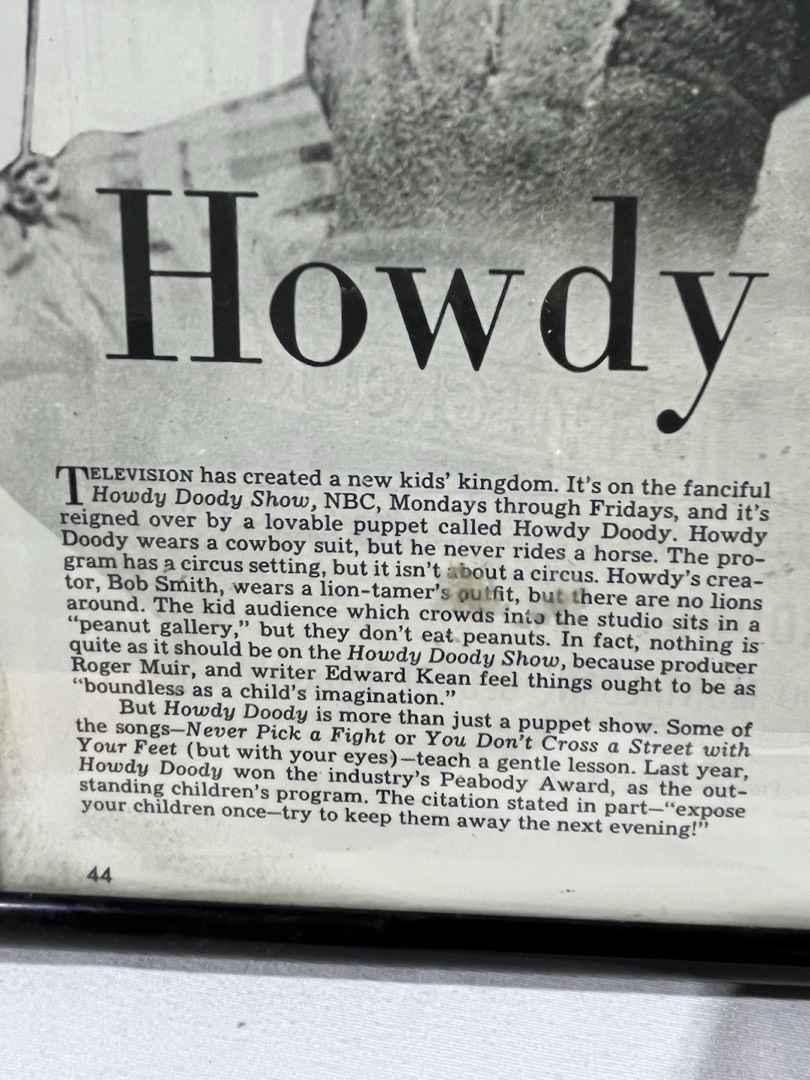 Howdy
TELEVISION has created a new kids' kingdom. It's on the fanciful
Howdy Doody Show, NBC, Mondays through Fridays, and it's
reigned over by a lovable puppet called Howdy Doody. Howdy
Doody wears a cowboy suit, but he never rides a horse. The pro-
gram has a circus setting, but it isn't about a circus. Howdy's crea-
tor, Bob Smith, wears a lion-tamer's outfit, but there are no lions
around. The kid audience which crowds into the studio sits in a
“peanut gallery,” but they don't eat peanuts. In fact, nothing is
quite as it should be on the Howdy Doody Show, because producer
Roger Muir, and writer Edward Kean feel things ought to be as
“boundless as a child's imagination.”
But Howdy Doody is more than just a puppet show. Some of
the songs—Never Pick a Fight or You Don't Cross a Street with
Your Feet (but with your eyes)—teach a gentle lesson. Last year,
Howdy Doody won the industry's Peabody Award, as the out-
standing children's program. The citation stated in part—“expose
your children once—try to keep them away the next evening!”
44